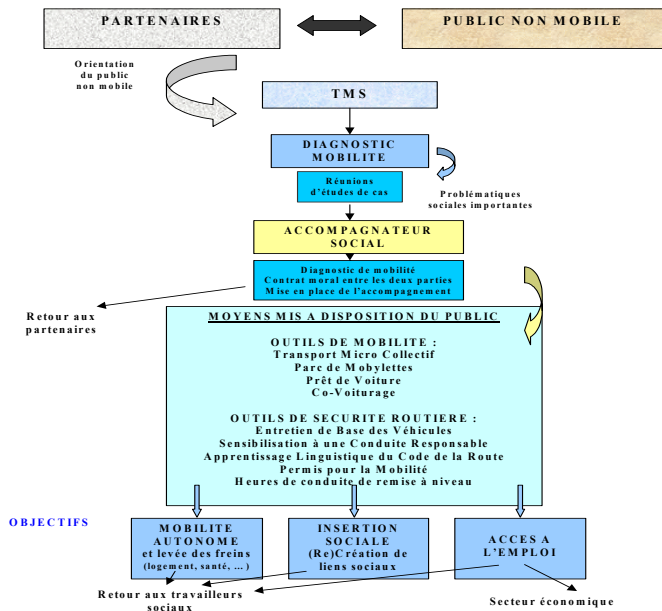 PARTENAIRES
PUBLIC NON MOBILE
Orientation
du public
non mobile
TMS
DIAGNOSTIC
MOBILITE
Réunions
d'études de cas
Problématiques
sociales importantes
ACCOMPAGNATEUR
SOCIAL
Diagnostic de mobilité
Contrat moral entre les deux parties
Mise en place de l'accompagnement
Retour aux
partenaires
MOYENS MIS A DISPOSITION DU PUBLIC
OUTILS DE MOBILITE :
Transport Micro Collectif
Parc de Mobylettes
Prêt de Voiture
Co-Voiturage
OUTILS DE SECURITE ROUTIERE :
Entretien de Base des Véhicules
Sensibilisation à une Conduite Responsable
Apprentissage Linguistique du Code de la Route
Permis pour la Mobilité
Heures de conduite de remise à niveau
OBJECTIFS
MOBILITE
AUTONOME
et levée des freins
(logement, santé, ...)
INSERTION
SOCIALE
(Re)Création de
liens sociaux
ACCES A
L'EMPLOI
Retour aux travailleurs
sociaux
Secteur économique